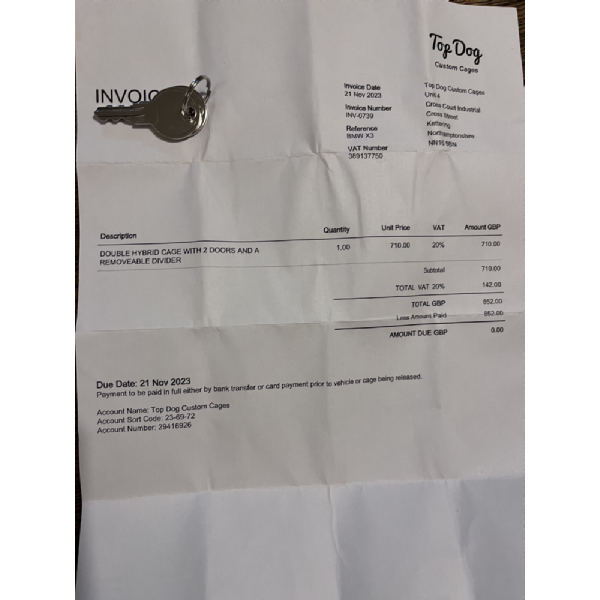 Top Dog
Custom Cages
INVOIC
Invoice Date
21 Nov 2023
Invoice Number
INV-0739
Reference
BMW X3
VAT Number
389137750
Top Dog Custom Cages
Unit 4
Cross Court Industrial
Cross Street
Kettering
Northamptonshire
Description Quantity Unit Price VAT Amount GBP
DOUBLE HYBRID CAGE WITH 2 DOORS AND A 1.00 710.00 20% 710.00
REMOVEABLE DIVIDER
Subtotal 710.00
TOTAL VAT 20% 142.00
TOTAL GBP 852.00
Less Amount Paid 852.00
AMOUNT DUE GBP 0.00
Due Date: 21 Nov 2023
Payment to be paid in full either by bank transfer or card payment prior to vehicle or cage being released.
Account Name: Top Dog Custom Cages
Account Sort Code: 23-69-72
Account Number: 29416926